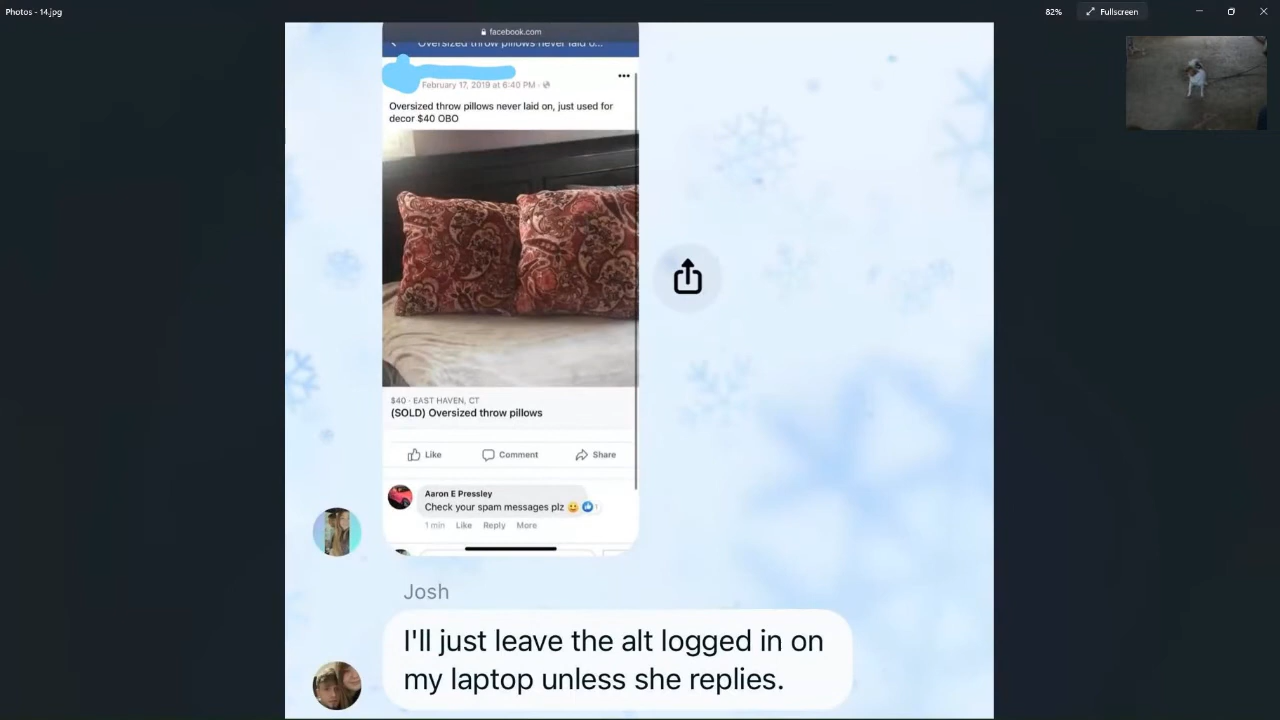 Photos - 14.jpg
82%
Fullscreen
facebook.com
Oversized throw pillows never laid o...
February 17, 2019 at 6:40 PM ·
Oversized throw pillows never laid on, just used for
decor $40 OBO
$40 · EAST HAVEN, CT
(SOLD) Oversized throw pillows
Like
Comment
Share
Aaron E Pressley
Check your spam messages plz 😀 1
1 min Like Reply More
Josh
I'll just leave the alt logged in on
my laptop unless she replies.